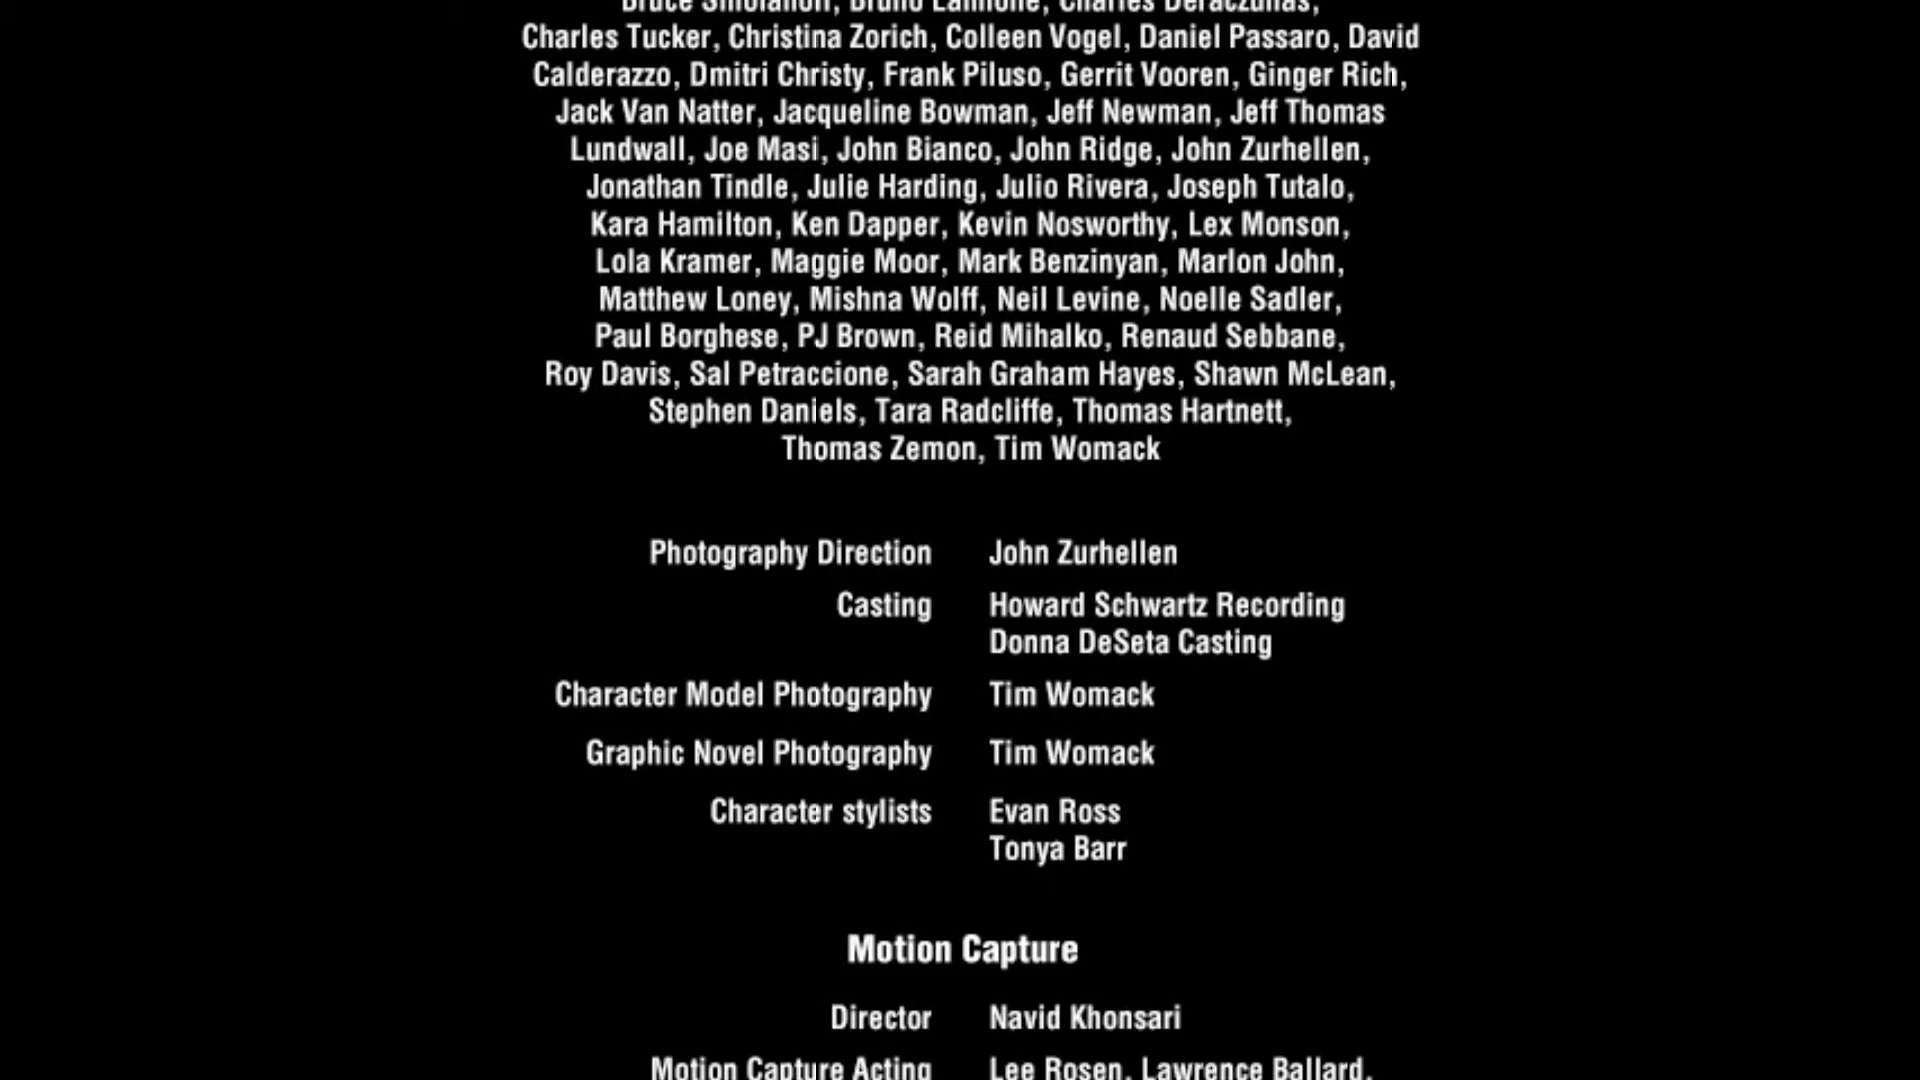 Charles Tucker, Christina Zorich, Colleen Vogel, Daniel Passaro, David
Calderazzo, Dmitri Christy, Frank Piluso, Gerrit Vooren, Ginger Rich,
Jack Van Natter, Jacqueline Bowman, Jeff Newman, Jeff Thomas
Lundwall, Joe Masi, John Bianco, John Ridge, John Zurhellen,
Jonathan Tindle, Julie Harding, Julio Rivera, Joseph Tutalo,
Kara Hamilton, Ken Dapper, Kevin Nosworthy, Lex Monson,
Lola Kramer, Maggie Moor, Mark Benzinyan, Marlon John,
Matthew Loney, Mishna Wolff, Neil Levine, Noelle Sadler,
Paul Borghese, PJ Brown, Reid Mihalko, Renaud Sebbane,
Roy Davis, Sal Petraccione, Sarah Graham Hayes, Shawn McLean,
Stephen Daniels, Tara Radcliffe, Thomas Hartnett,
Thomas Zemon, Tim Womack
Photography Direction John Zurhellen
Casting Howard Schwartz Recording
Donna DeSeta Casting
Character Model Photography Tim Womack
Graphic Novel Photography Tim Womack
Character stylists Evan Ross
Tonya Barr
Motion Capture
Director Navid Khonsari
Motion Capture Acting Lee Rosen, Lawrence Ballard,